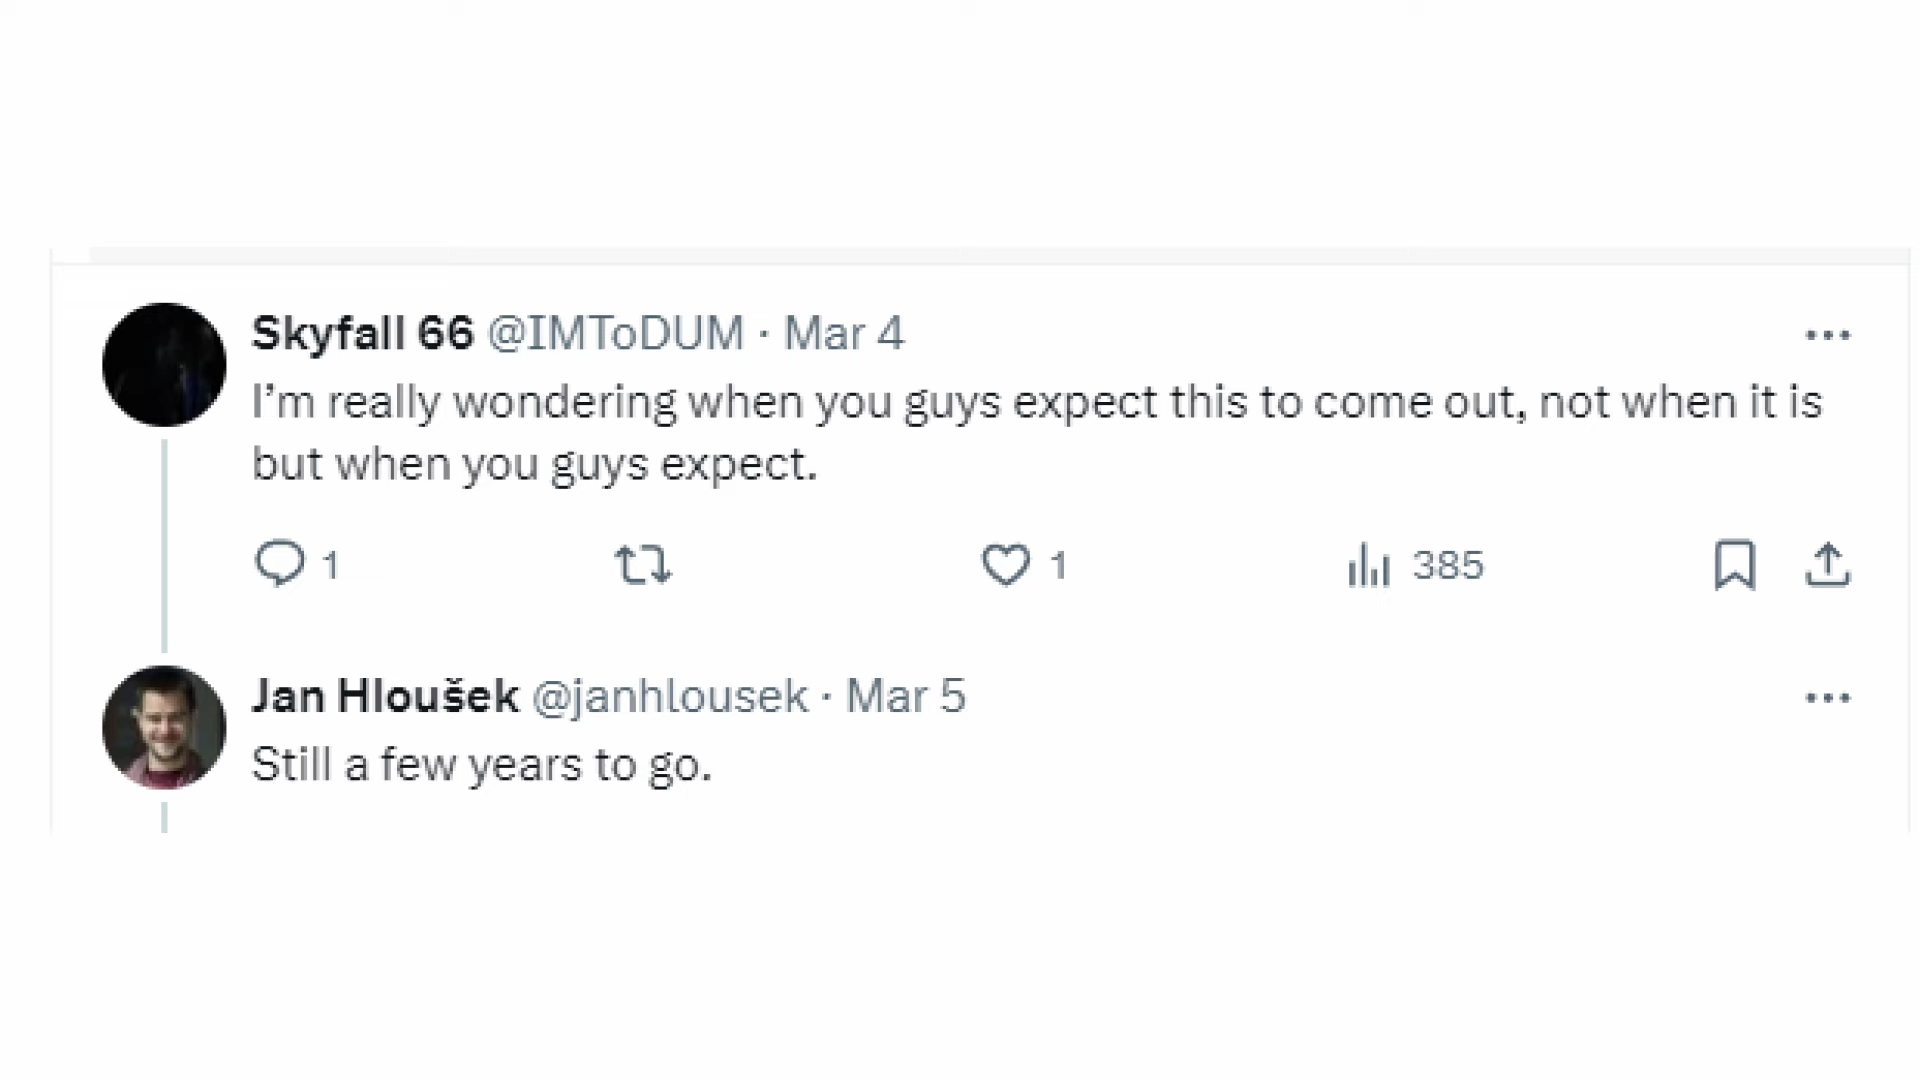 Skyfall 66 @IMToDUM · Mar 4
I’m really wondering when you guys expect this to come out, not when it is
but when you guys expect.
1 1 385
Jan Hloušek @janhlousek · Mar 5
Still a few years to go.